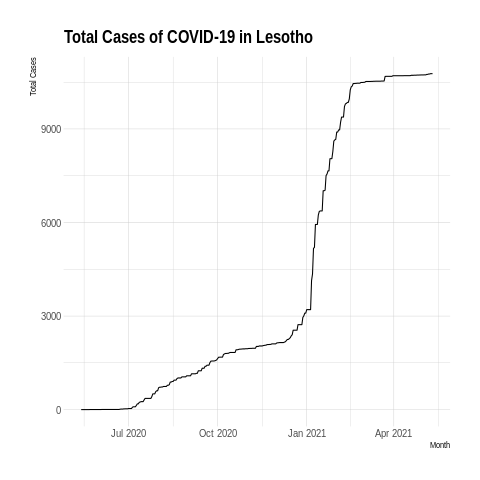 Total Cases of COVID-19 in Lesotho
Total Cases
9000
6000
3000
0
Jul 2020 Oct 2020 Jan 2021 Apr 2021
Month